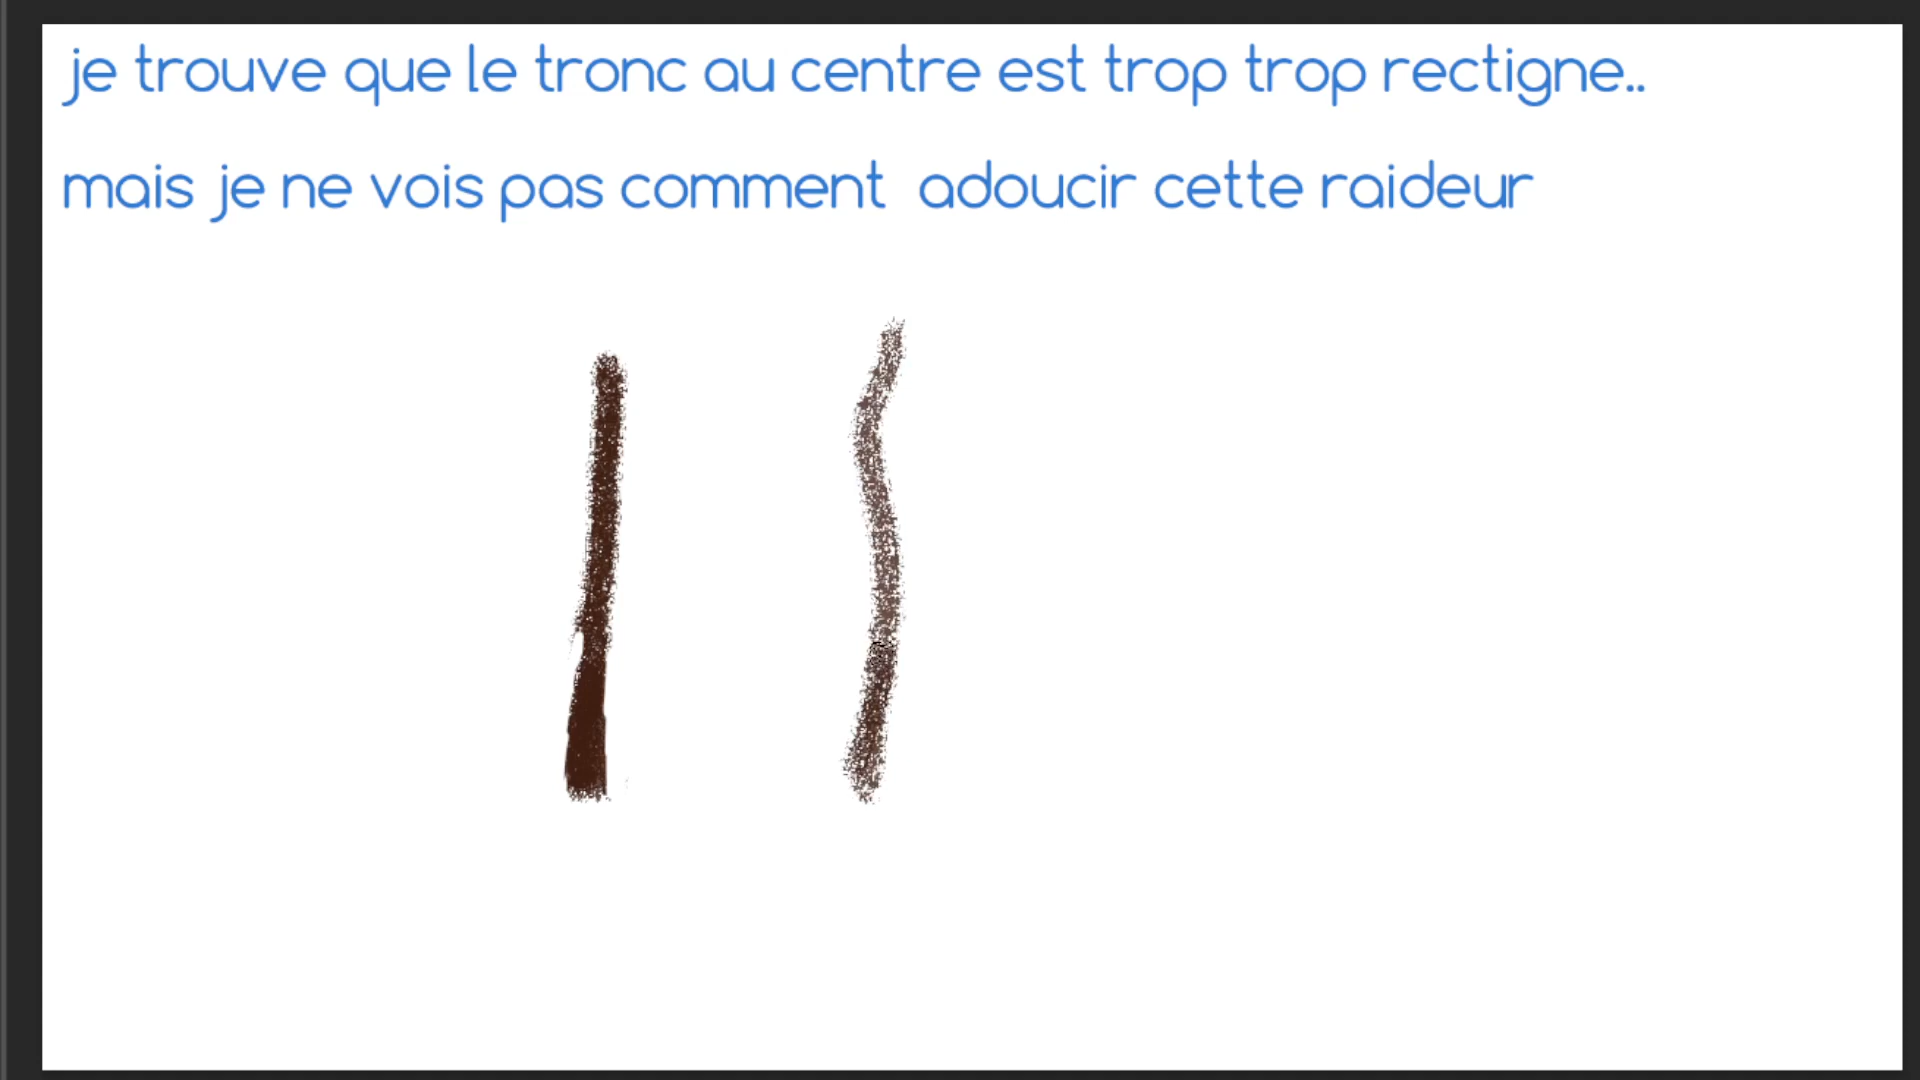 je trouve que le tronc au centre est trop trop rectigne..
mais je ne vois pas comment adoucir cette raideur